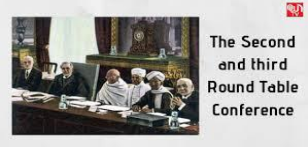 The Second
and third
Round Table
Conference